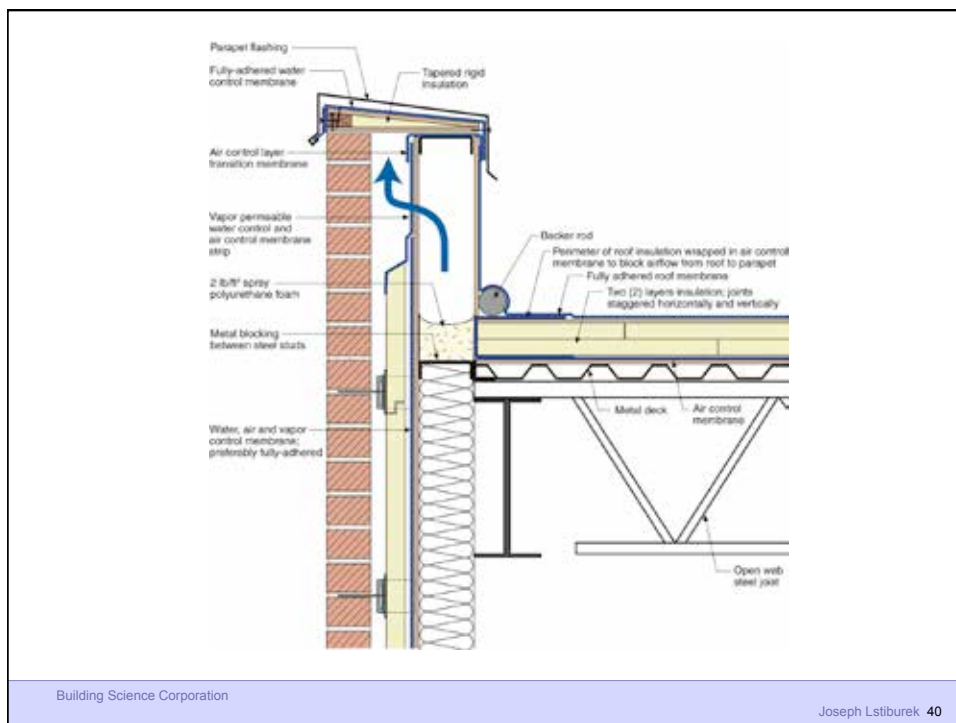 Parapet flashing
Fully-adhered water
control membrane
Tapered rigid
insulation
Air control layer
transition membrane
Vapor permeable
water control and
air control membrane
strip
Backer rod
Perimeter of roof insulation wrapped in air control
membrane to block airflow from roof to parapet
Fully adhered roof membrane
2 lb/ft³ spray
polyurethane foam
Two (2) layers insulation; joints
staggered horizontally and vertically
Metal blocking
between steel studs
Metal deck
Air control
membrane
Water, air and vapor
control membrane;
preferably fully-adhered
Open web
steel joist
Building Science Corporation
Joseph Lstiburek 40